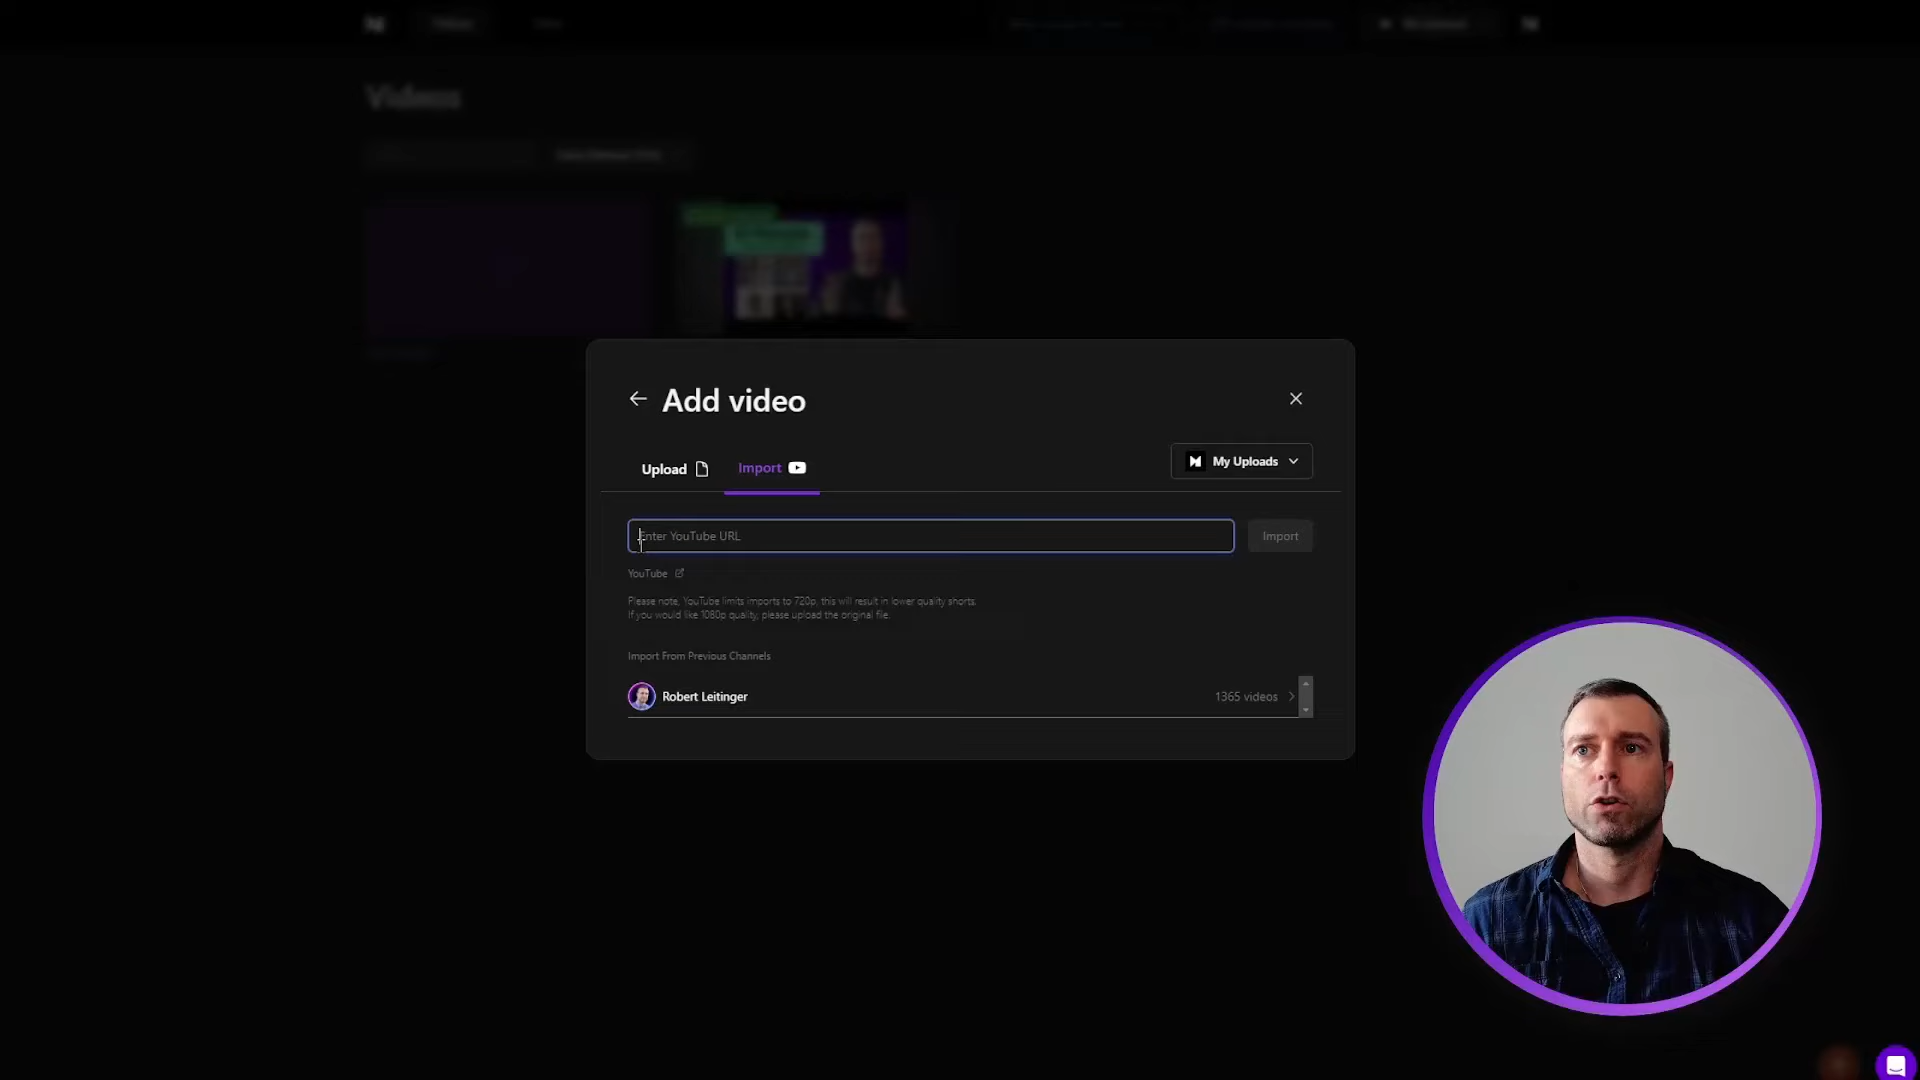 Videos
Add video
Upload
Import
My Uploads
Enter YouTube URL
Import
YouTube
Please note, YouTube limits imports to 720p, this will result in lower quality shorts.
If you would like 1080p quality, please upload the original file.
Import From Previous Channels
Robert Leitinger
1365 videos